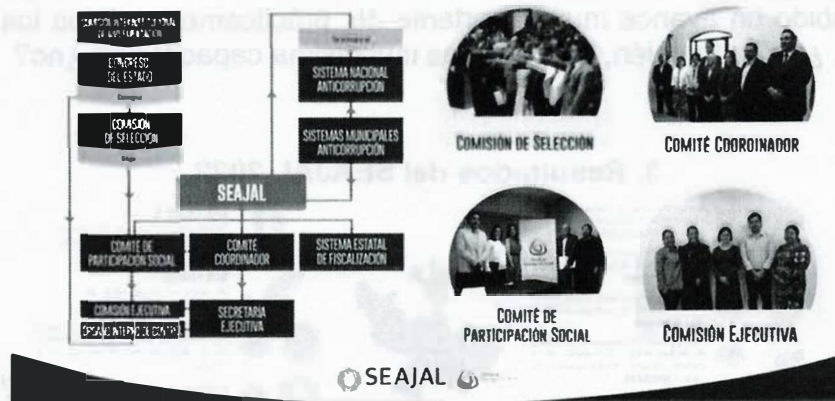 CONGRESO
DEL ESTADO
COMISIÓN
DE SELECCIÓN
Elige
SISTEMA NACIONAL
ANTICORRUPCIÓN
SISTEMAS MUNICIPALES
ANTICORRUPCIÓN
SEAJAL
COMITÉ DE
PARTICIPACIÓN SOCIAL
COMITÉ
COORDINADOR
SISTEMA ESTATAL
DE FISCALIZACIÓN
COMISIÓN EJECUTIVA
SECRETARÍA
EJECUTIVA
COMISIÓN DE SELECCIÓN
COMITÉ COORDINADOR
COMITÉ DE
PARTICIPACIÓN SOCIAL
COMISIÓN EJECUTIVA
SEAJAL